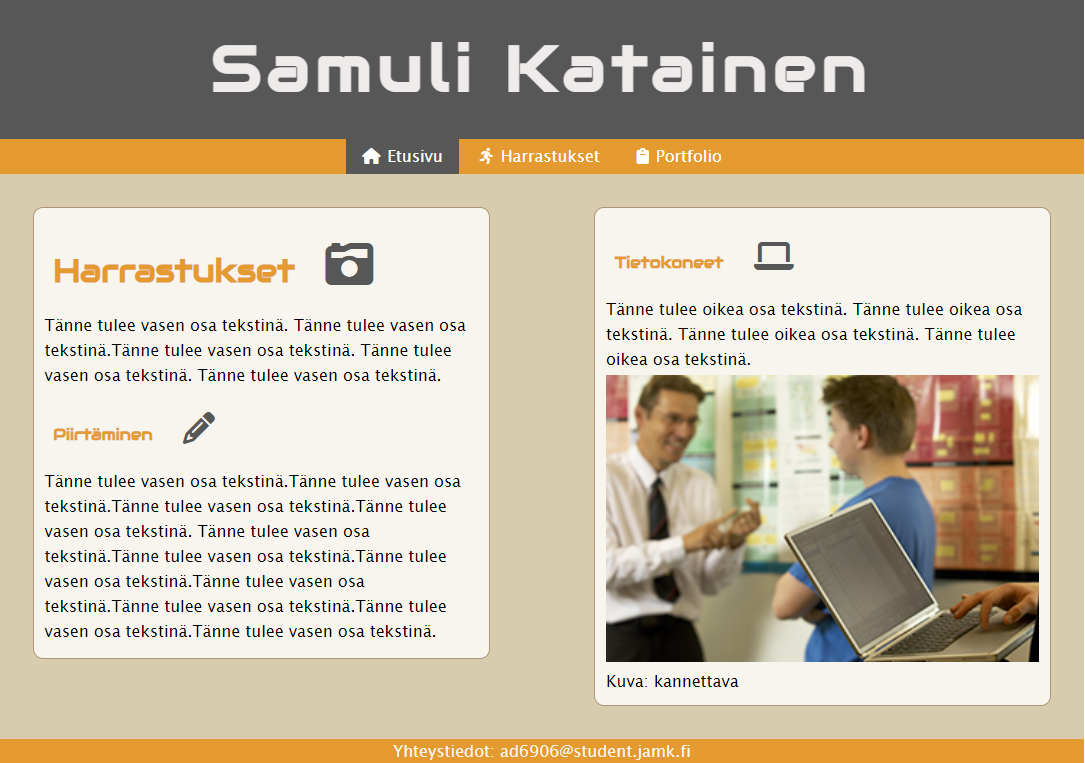 Samuli Katainen
Etusivu Harrastukset Portfolio
Harrastukset
Tänne tulee vasen osa tekstinä. Tänne tulee vasen osa
tekstinä.Tänne tulee vasen osa tekstinä. Tänne tulee
vasen osa tekstinä. Tänne tulee vasen osa tekstinä.
Piirtäminen
Tänne tulee vasen osa tekstinä.Tänne tulee vasen osa
tekstinä.Tänne tulee vasen osa tekstinä.Tänne tulee
vasen osa tekstinä. Tänne tulee vasen osa
tekstinä.Tänne tulee vasen osa tekstinä.Tänne tulee
vasen osa tekstinä.Tänne tulee vasen osa
tekstinä.Tänne tulee vasen osa tekstinä.Tänne tulee
vasen osa tekstinä.Tänne tulee vasen osa tekstinä.
Tietokoneet
Tänne tulee oikea osa tekstinä. Tänne tulee oikea osa
tekstinä. Tänne tulee oikea osa tekstinä. Tänne tulee
oikea osa tekstinä.
Kuva: kannettava
Yhteystiedot: ad6906@student.jamk.fi